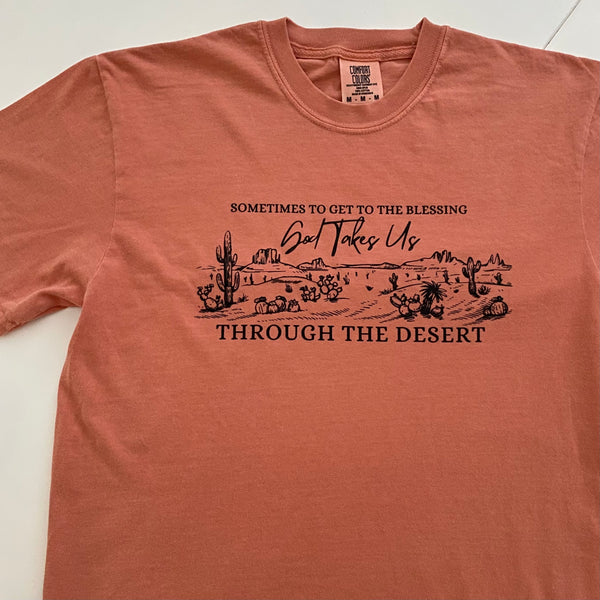 COMFORT
COLORS
M - M - M
SOMETIMES TO GET TO THE BLESSING
God Takes Us
THROUGH THE DESERT